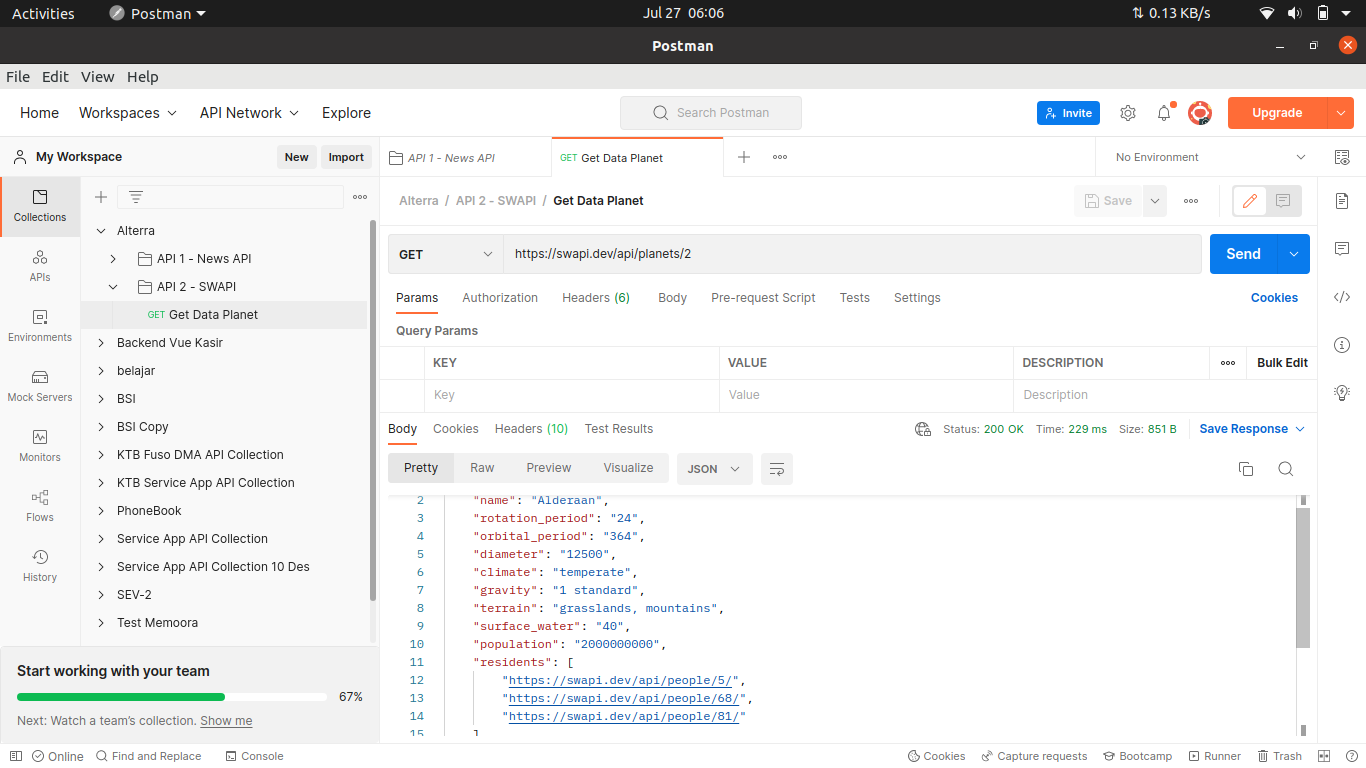 Activities Postman Jul 27 06:06 0.13 KB/s
Postman
File Edit View Help
Home Workspaces API Network Explore Search Postman Invite Upgrade
My Workspace New Import
API 1 - News API GET Get Data Planet No Environment
Collections
APIs
Environments
Mock Servers
Monitors
Flows
History
Alterra
API 1 - News API
API 2 - SWAPI
GET Get Data Planet
Backend Vue Kasir
belajar
BSI
BSI Copy
KTB Fuso DMA API Collection
KTB Service App API Collection
PhoneBook
Service App API Collection
Service App API Collection 10 Des
SEV-2
Test Memoora
Start working with your team
67%
Next: Watch a team's collection. Show me
Alterra / API 2 - SWAPI / Get Data Planet Save
GET https://swapi.dev/api/planets/2 Send
Params Authorization Headers (6) Body Pre-request Script Tests Settings Cookies
Query Params
KEY VALUE DESCRIPTION Bulk Edit
Key Value Description
Body Cookies Headers (10) Test Results Status: 200 OK Time: 229 ms Size: 851 B Save Response
Pretty Raw Preview Visualize JSON
2 "name": "Alderaan",
3 "rotation_period": "24",
4 "orbital_period": "364",
5 "diameter": "12500",
6 "climate": "temperate",
7 "gravity": "1 standard",
8 "terrain": "grasslands, mountains",
9 "surface_water": "40",
10 "population": "2000000000",
11 "residents": [
12 "https://swapi.dev/api/people/5/",
13 "https://swapi.dev/api/people/68/",
14 "https://swapi.dev/api/people/81/"
15 ]
Online Find and Replace Console Cookies Capture requests Bootcamp Runner Trash